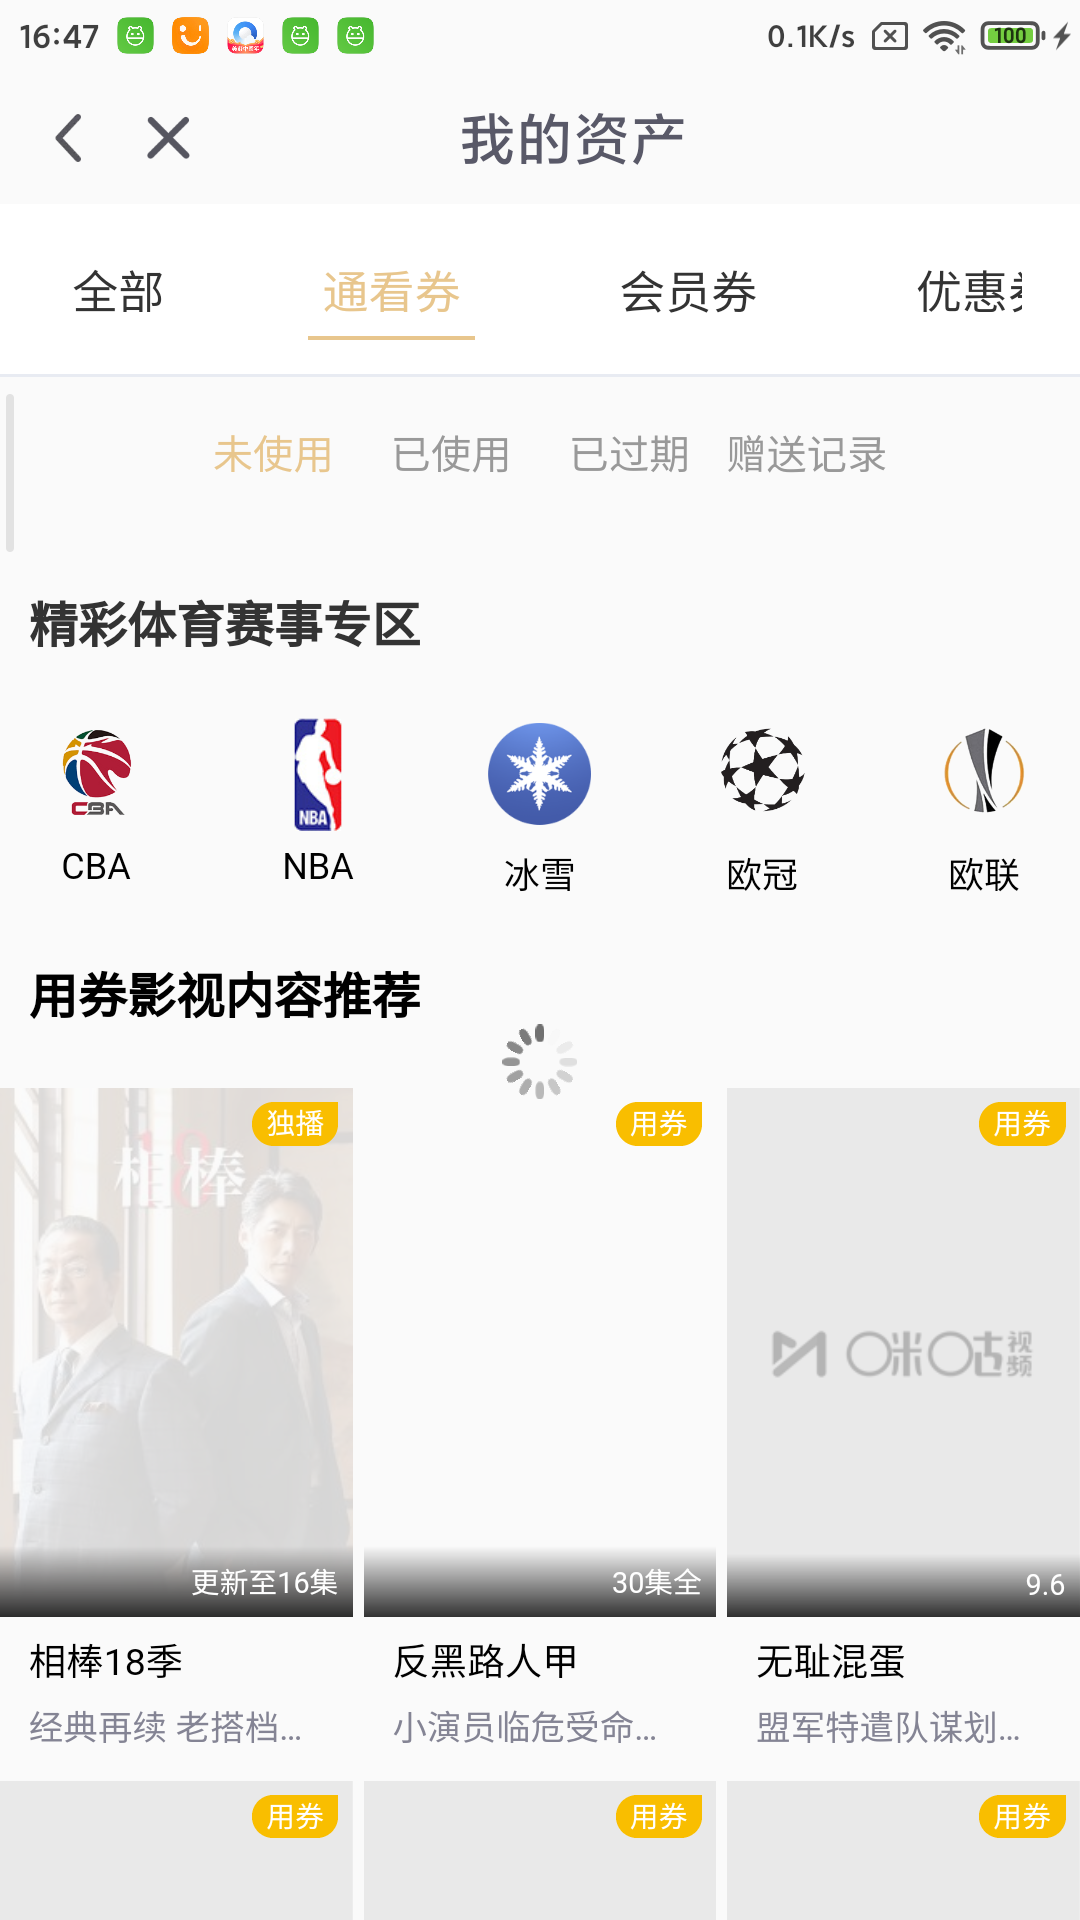 16:47
0.1K/s
100
我的资产
全部
通看券
会员券
优惠券
未使用
已使用
已过期
赠送记录
精彩体育赛事专区
CBA
NBA
CBA
NBA
冰雪
欧冠
欧联
用券影视内容推荐
独播
用券
用券
相棒
18
咪咕视频
更新至16集
30集全
9.6
相棒18季
反黑路人甲
无耻混蛋
经典再续 老搭档...
小演员临危受命...
盟军特遣队谋划...
用券
用券
用券